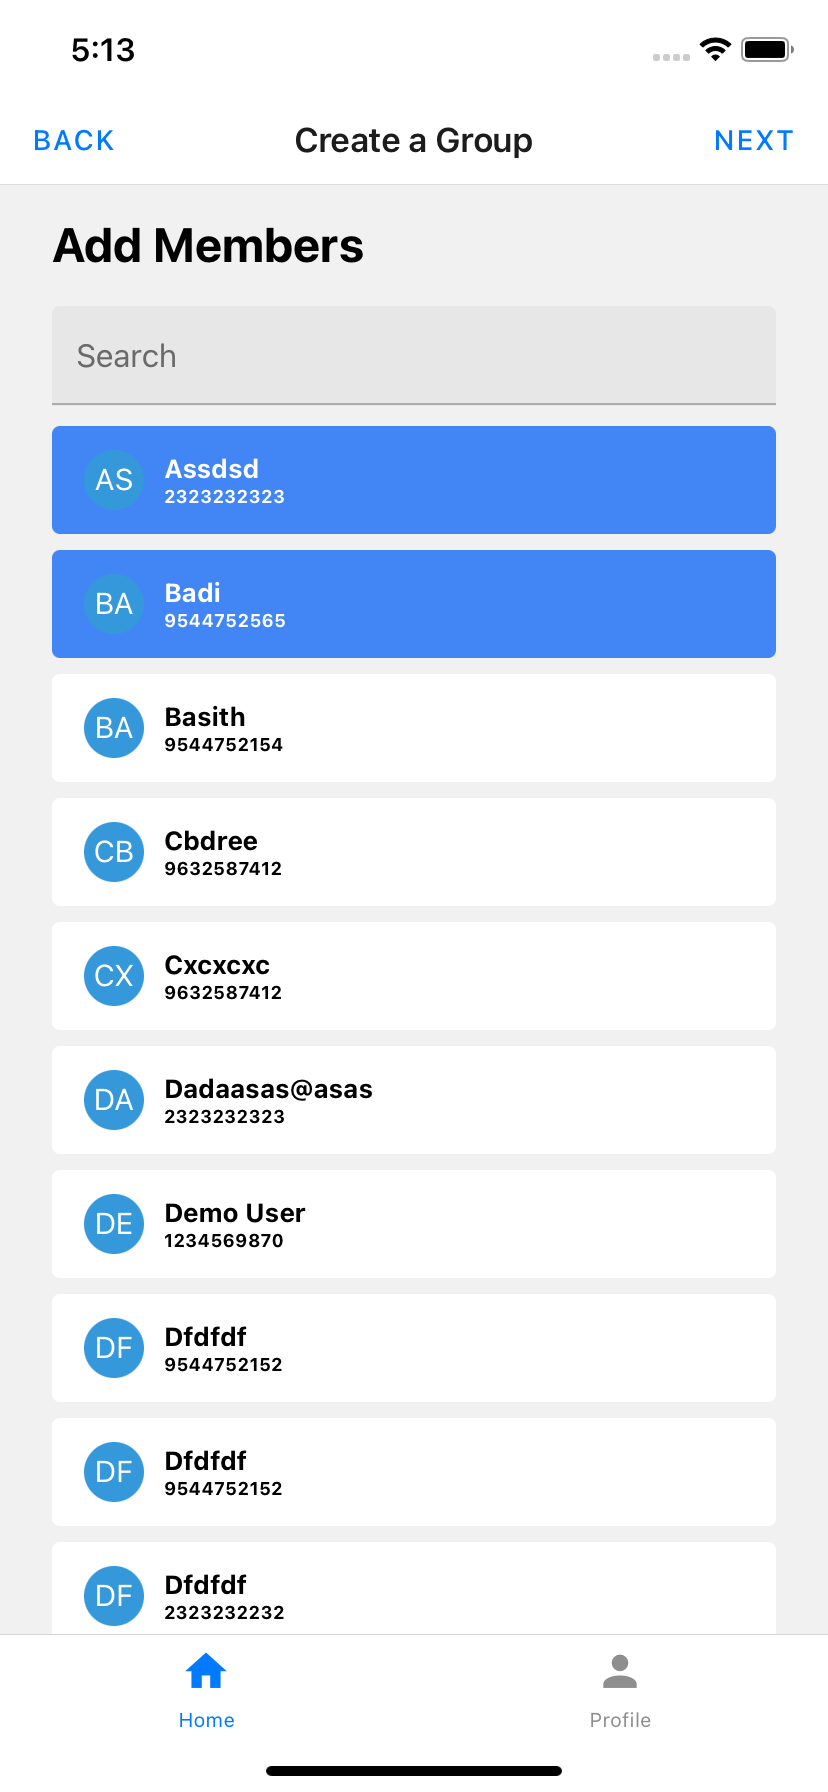 5:13
BACK Create a Group NEXT
Add Members
Search
AS Assdsd
2323232323
BA Badi
9544752565
BA Basith
9544752154
CB Cbdree
9632587412
CX Cxcxcxc
9632587412
DA Dadaasas@asas
2323232323
DE Demo User
1234569870
DF Dfdfdf
9544752152
DF Dfdfdf
9544752152
DF Dfdfdf
2323232232
Home Profile